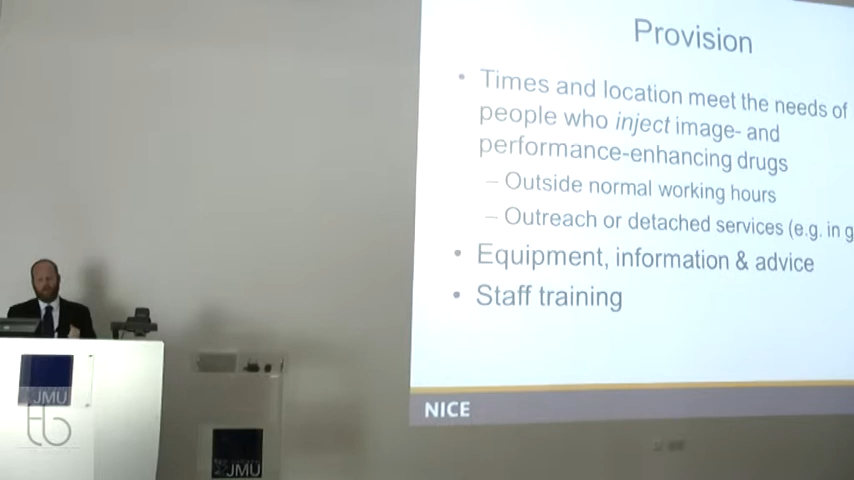 Provision
• Times and location meet the needs of
people who inject image- and
performance-enhancing drugs
– Outside normal working hours
– Outreach or detached services (e.g. in g
• Equipment, information & advice
• Staff training
NICE
JMU
tb
JMU